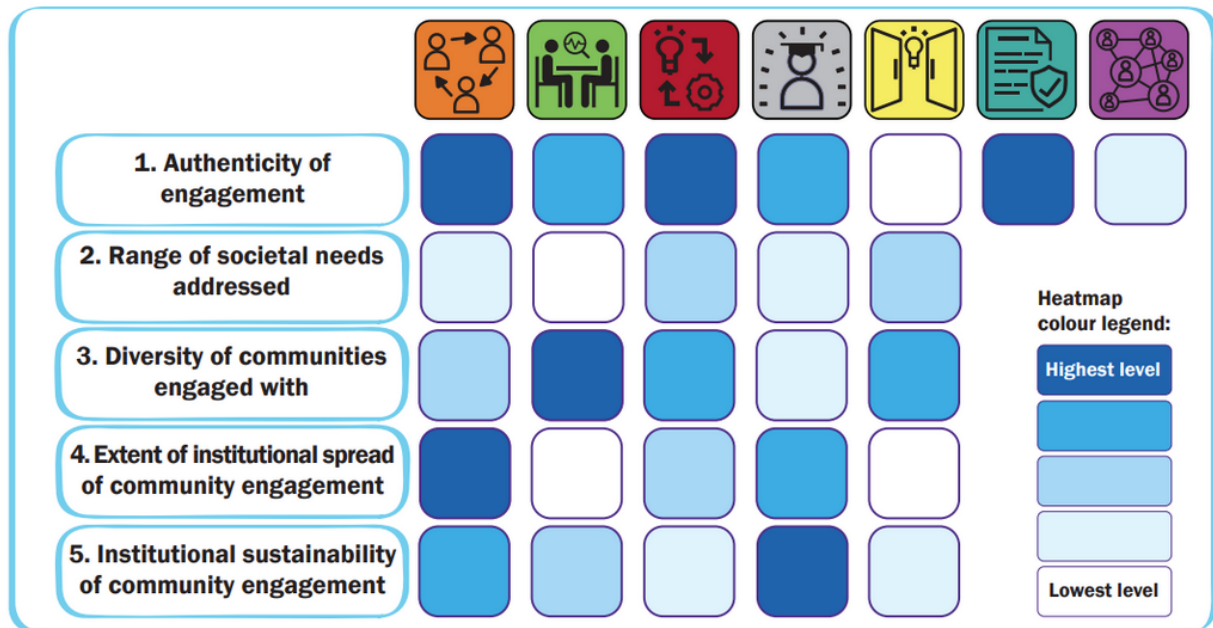 1. Authenticity of
engagement
2. Range of societal needs
addressed
3. Diversity of communities
engaged with
4. Extent of institutional spread
of community engagement
5. Institutional sustainability
of community engagement
Heatmap
colour legend:
Highest level
Lowest level